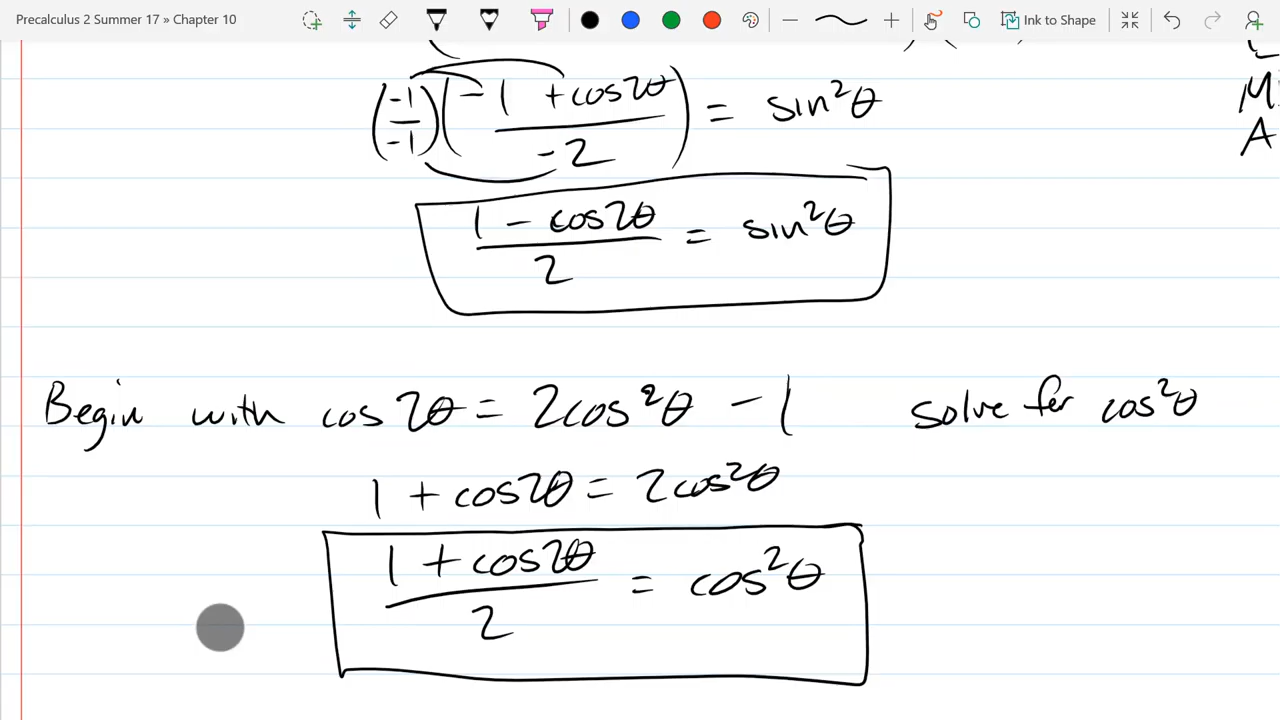 Precalculus 2 Summer 17 » Chapter 10
Ink to Shape
(-1/-1)(-1 + cos2θ / -2) = sin²θ
M
A
1 - cos2θ / 2 = sin²θ
Begin with cos2θ = 2cos²θ - 1 solve for cos²θ
1 + cos2θ = 2cos²θ
1 + cos2θ / 2 = cos²θ